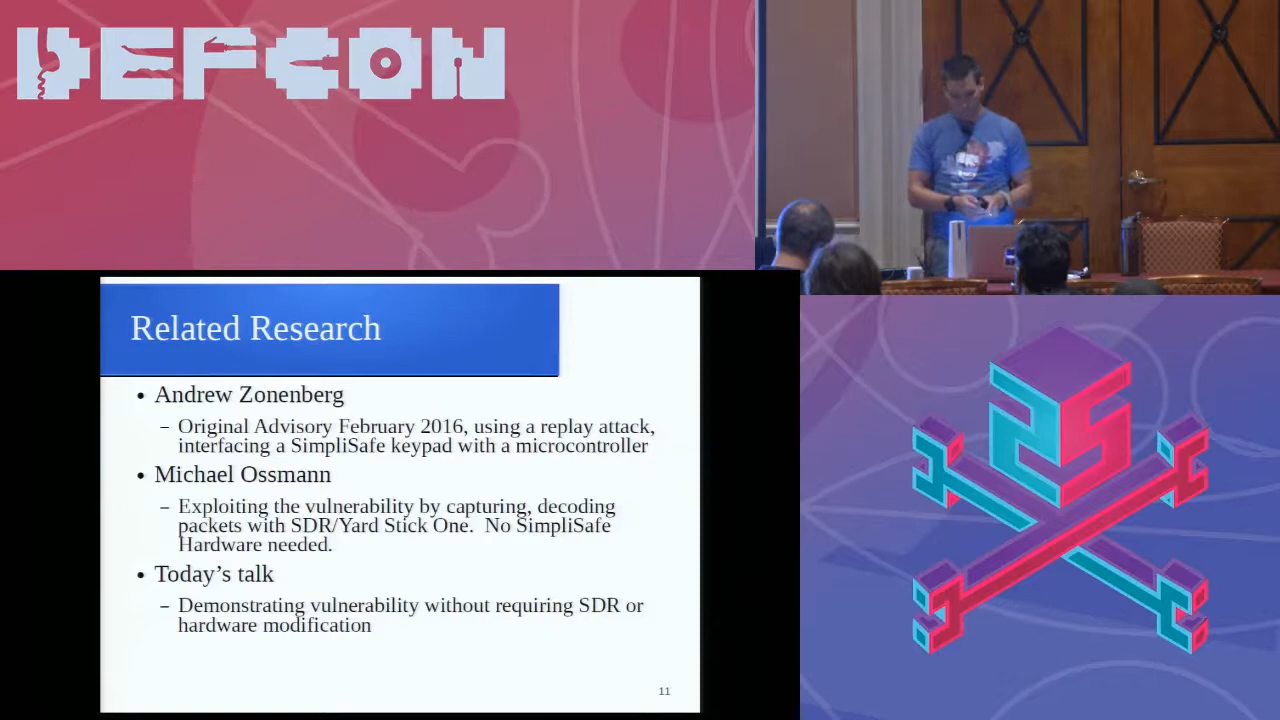 DEFCON
Related Research
• Andrew Zonenberg
– Original Advisory February 2016, using a replay attack,
interfacing a SimpliSafe keypad with a microcontroller
• Michael Ossmann
– Exploiting the vulnerability by capturing, decoding
packets with SDR/Yard Stick One.  No SimpliSafe
Hardware needed.
• Today’s talk
– Demonstrating vulnerability without requiring SDR or
hardware modification
11
25